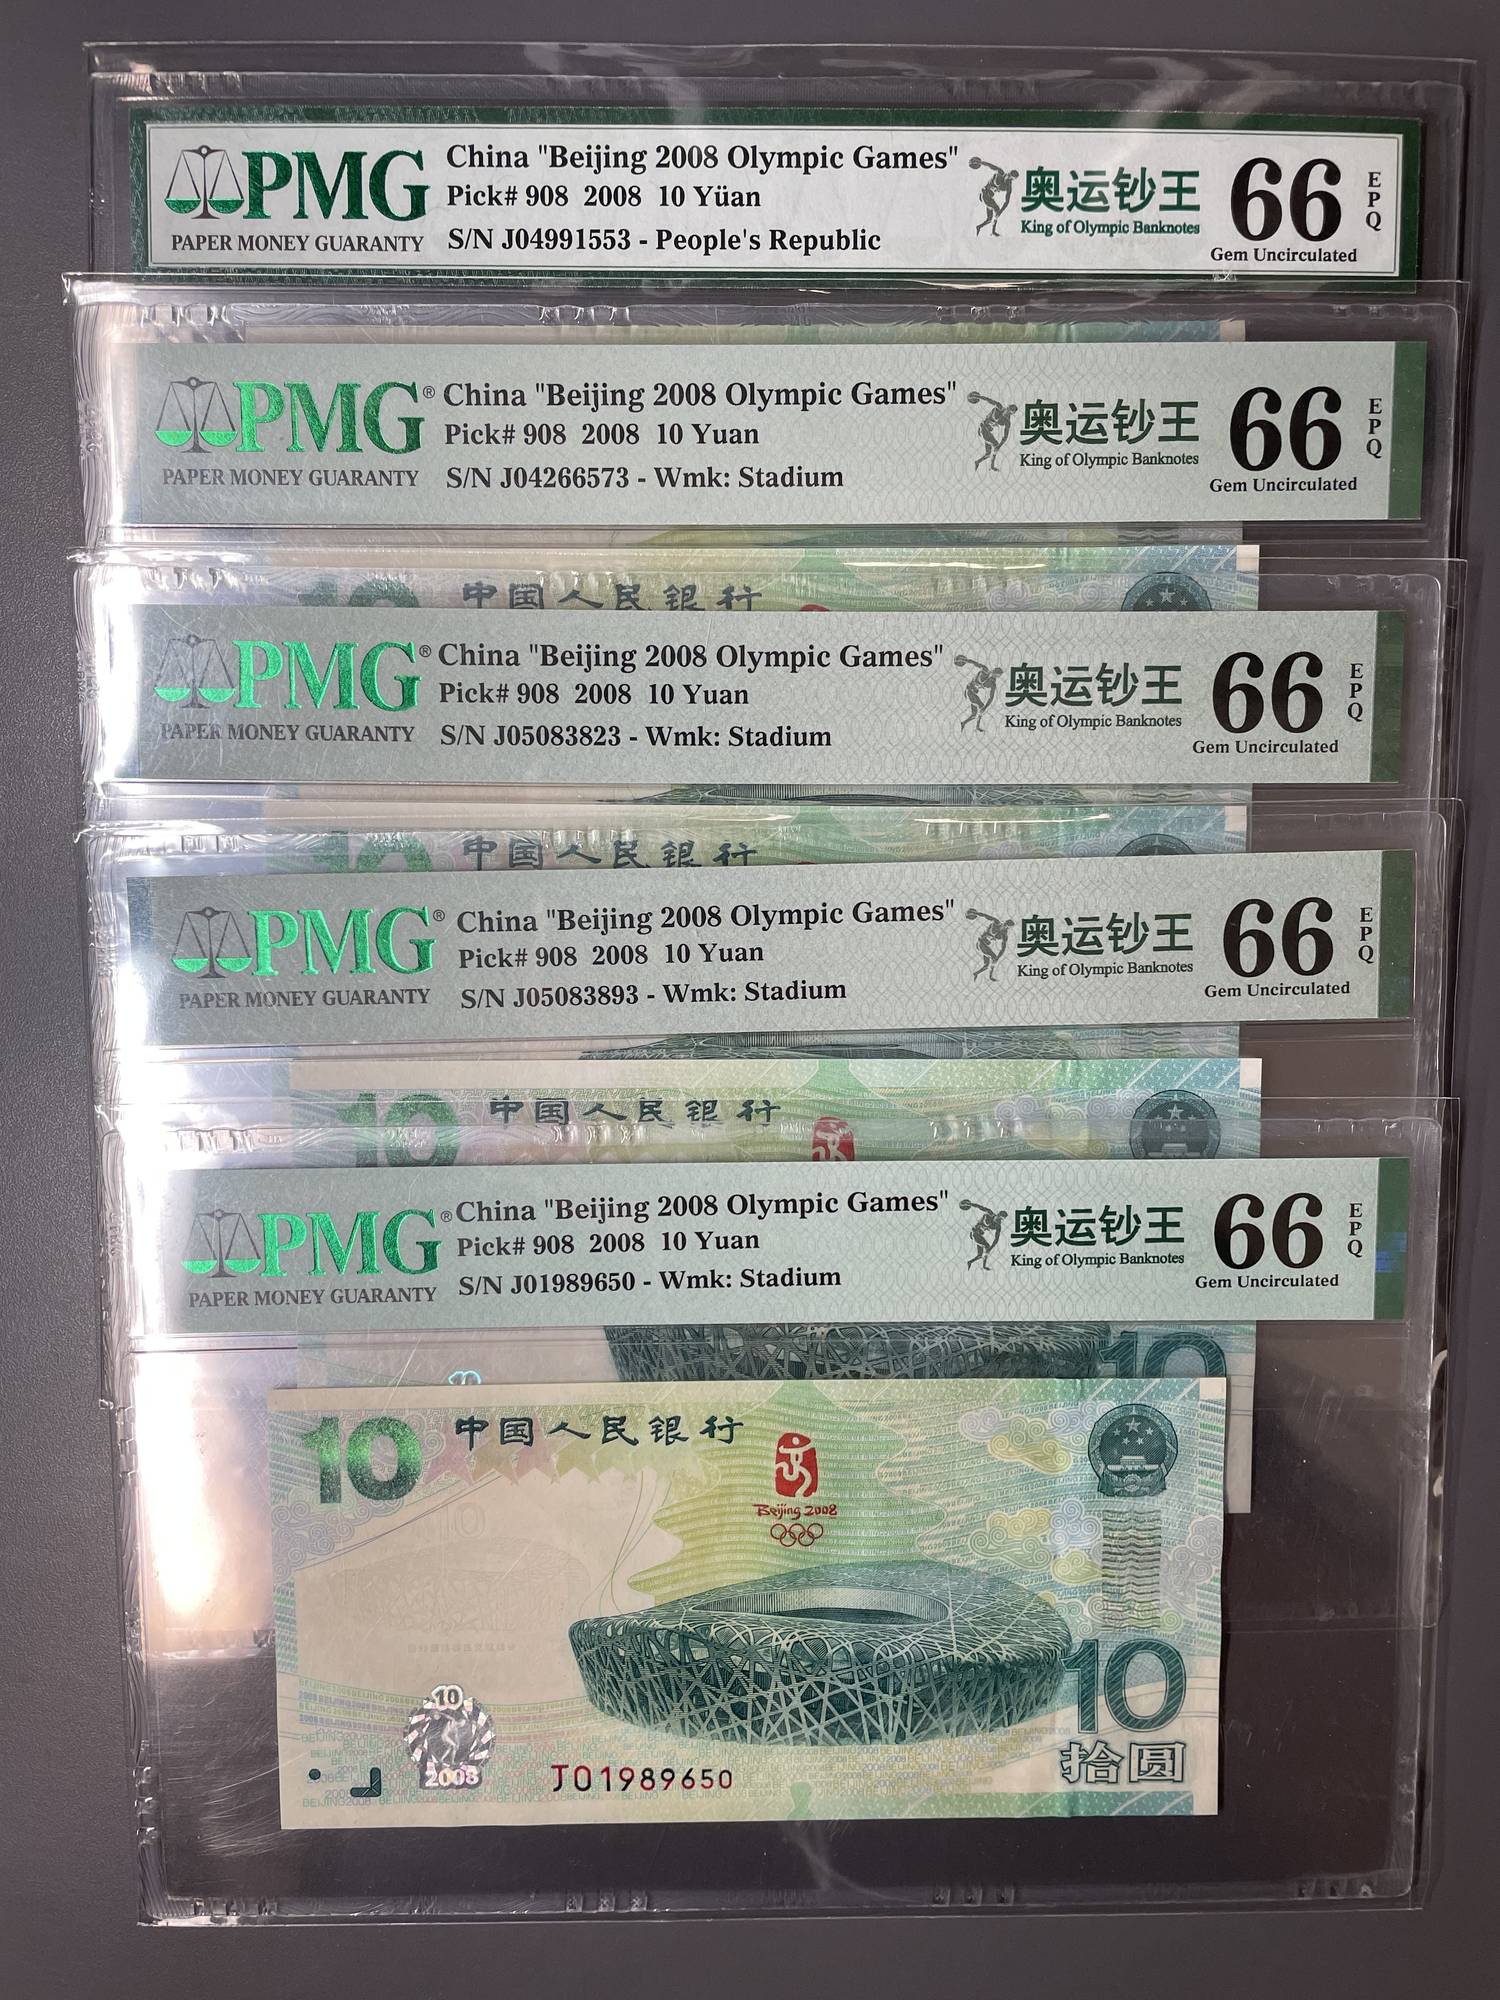 PMG
PAPER MONEY GUARANTY
China "Beijing 2008 Olympic Games"
Pick# 908 2008 10 Yüan
S/N J04991553 - People's Republic
奥运钞王
King of Olympic Banknotes
66
EPQ
Gem Uncirculated
PMG®
PAPER MONEY GUARANTY
China "Beijing 2008 Olympic Games"
Pick# 908 2008 10 Yuan
S/N J04266573 - Wmk: Stadium
奥运钞王
King of Olympic Banknotes
66
EPQ
Gem Uncirculated
10
中国人民银行
PMG®
PAPER MONEY GUARANTY
China "Beijing 2008 Olympic Games"
Pick# 908 2008 10 Yuan
S/N J05083823 - Wmk: Stadium
奥运钞王
King of Olympic Banknotes
66
EPQ
Gem Uncirculated
10
中国人民银行
PMG®
PAPER MONEY GUARANTY
China "Beijing 2008 Olympic Games"
Pick# 908 2008 10 Yuan
S/N J05083893 - Wmk: Stadium
奥运钞王
King of Olympic Banknotes
66
EPQ
Gem Uncirculated
10
中国人民银行
PMG®
PAPER MONEY GUARANTY
China "Beijing 2008 Olympic Games"
Pick# 908 2008 10 Yuan
S/N J01989650 - Wmk: Stadium
奥运钞王
King of Olympic Banknotes
66
EPQ
Gem Uncirculated
10
10
10
中国人民银行
Beijing 2008
10
10
2008
J01989650
拾圆